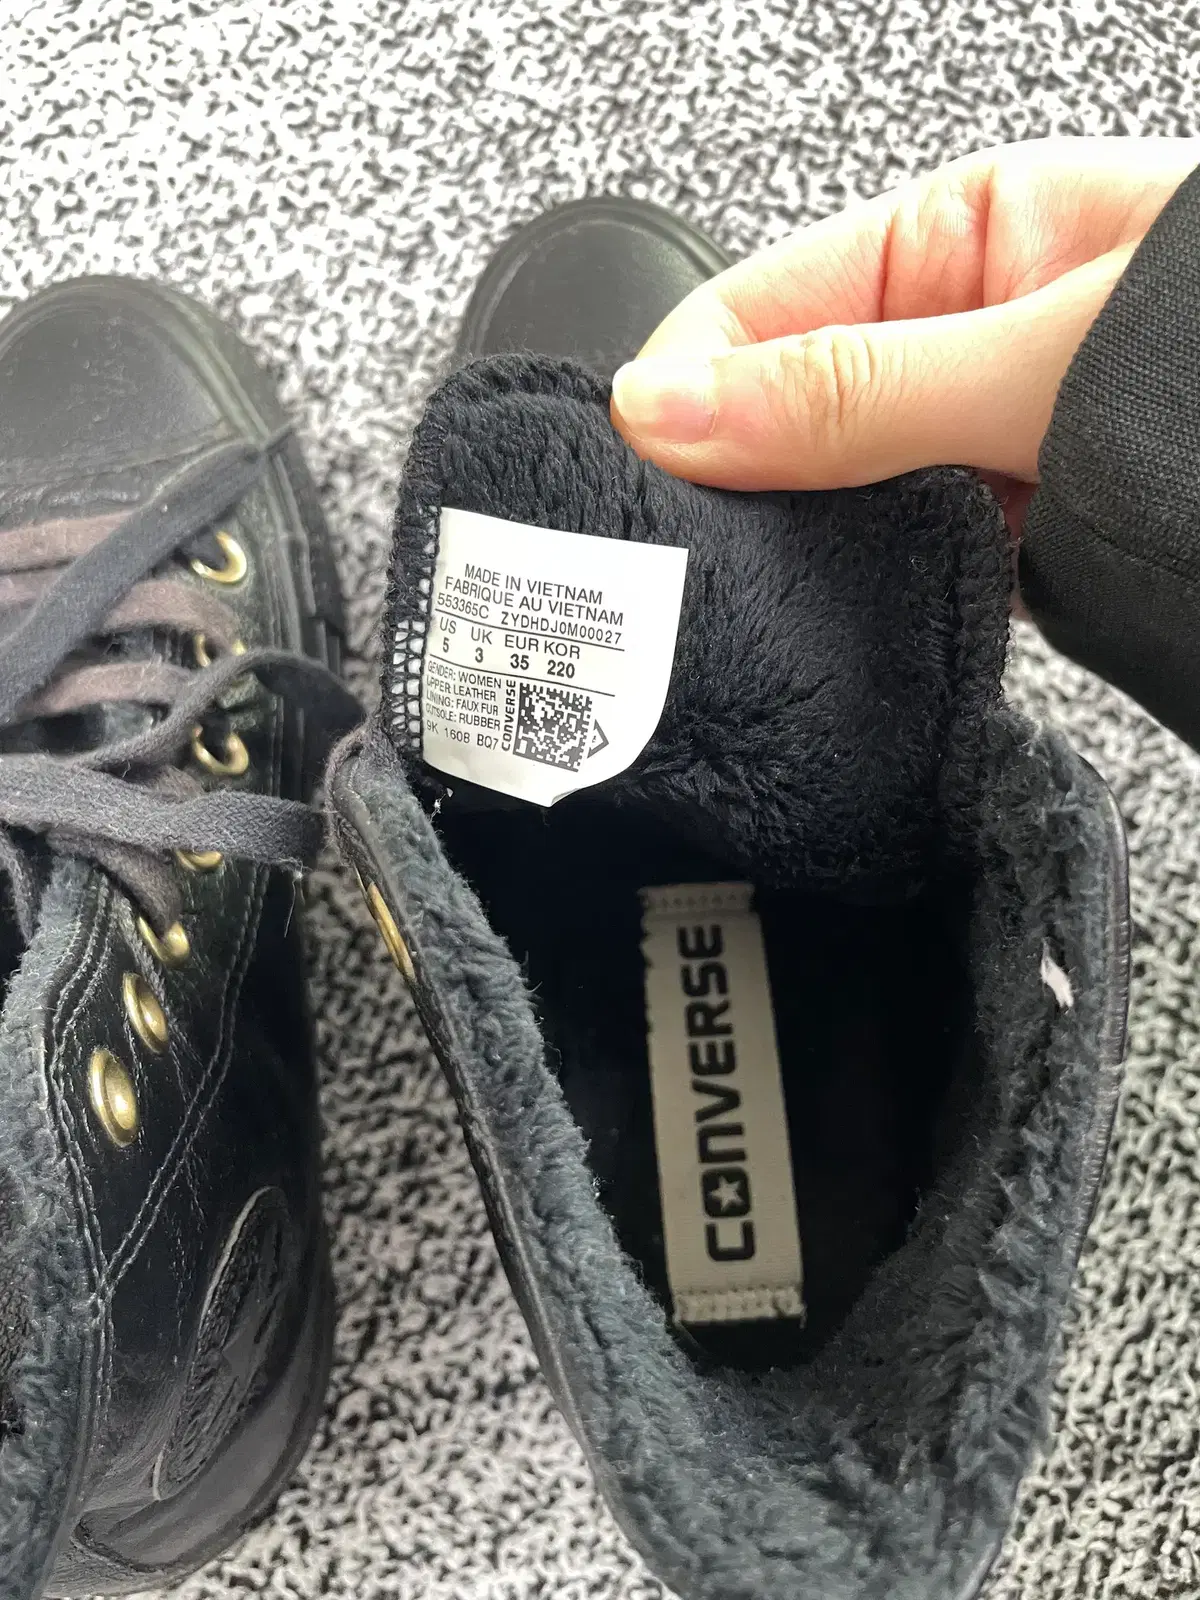 MADE IN VIETNAM
FABRIQUE AU VIETNAM
553365C ZYDHDJ0M00027
US UK EUR KOR
5 3 35 220
GENDER: WOMEN
UPPER LEATHER
LINING: FAUX FUR
OUTSOLE: RUBBER
9K 1608 BQ7
CONVERSE
CONVERSE